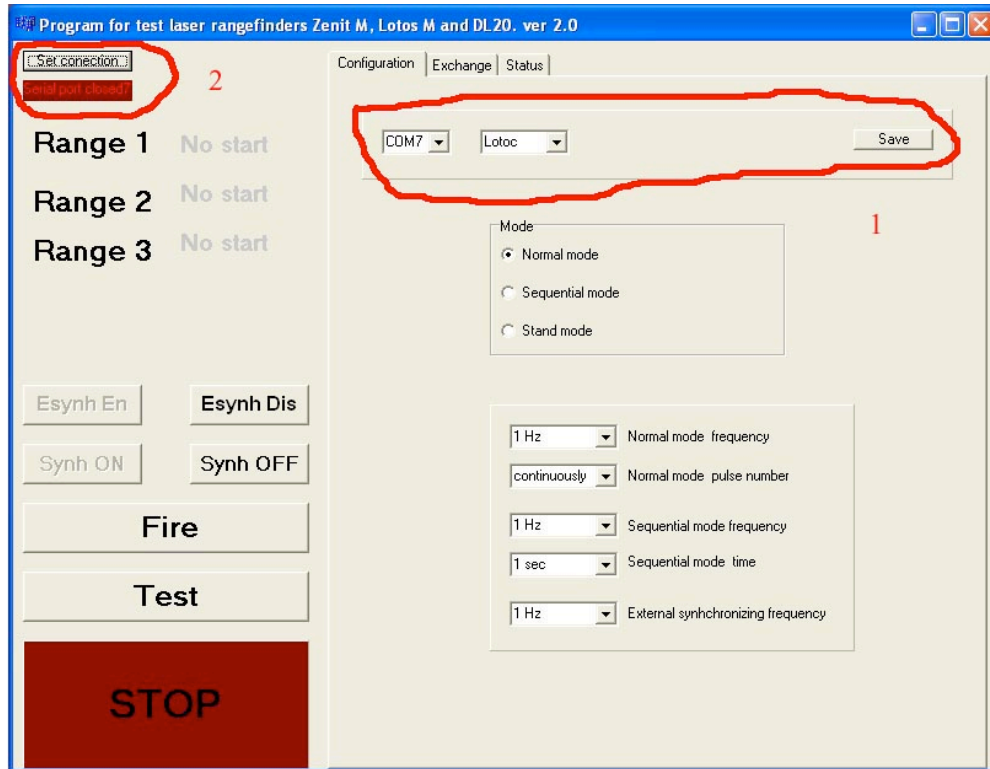 Program for test laser rangefinders Zenit M, Lotos M and DL20. ver 2.0
Set conection
Serial port closed7
2
Configuration Exchange Status
COM7 Lotoc Save
1
Range 1 No start
Range 2 No start
Range 3 No start
Mode
Normal mode
Sequential mode
Stand mode
Esynh En Esynh Dis
Synh ON Synh OFF
Fire
Test
STOP
1 Hz Normal mode frequency
continuously Normal mode pulse number
1 Hz Sequential mode frequency
1 sec Sequential mode time
1 Hz External synhchronizing frequency